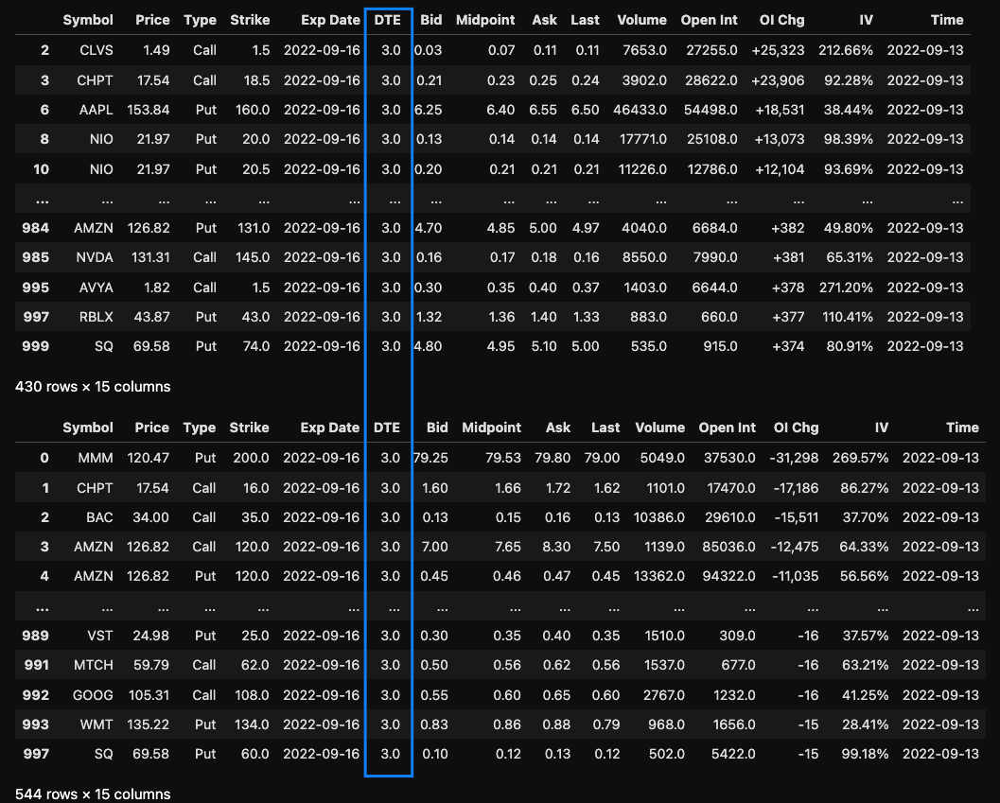 Symbol Price Type Strike Exp Date DTE Bid Midpoint Ask Last Volume Open Int OI Chg IV Time
2 CLVS 1.49 Call 1.5 2022-09-16 3.0 0.03 0.07 0.11 0.11 7653.0 27255.0 +25,323 212.66% 2022-09-13
3 CHPT 17.54 Call 18.5 2022-09-16 3.0 0.21 0.23 0.25 0.24 3902.0 28622.0 +23,906 92.28% 2022-09-13
6 AAPL 153.84 Put 160.0 2022-09-16 3.0 6.25 6.40 6.55 6.50 46433.0 54498.0 +18,531 38.44% 2022-09-13
8 NIO 21.97 Put 20.0 2022-09-16 3.0 0.13 0.14 0.14 0.14 17771.0 25108.0 +13,073 98.39% 2022-09-13
10 NIO 21.97 Put 20.5 2022-09-16 3.0 0.20 0.21 0.21 0.21 11226.0 12786.0 +12,104 93.69% 2022-09-13
... ... ... ... ... ... ... ... ... ... ... ... ... ... ... ...
984 AMZN 126.82 Put 131.0 2022-09-16 3.0 4.70 4.85 5.00 4.97 4040.0 6684.0 +382 49.80% 2022-09-13
985 NVDA 131.31 Call 145.0 2022-09-16 3.0 0.16 0.17 0.18 0.16 8550.0 7990.0 +381 65.31% 2022-09-13
995 AVYA 1.82 Call 1.5 2022-09-16 3.0 0.30 0.35 0.40 0.37 1403.0 6644.0 +378 271.20% 2022-09-13
997 RBLX 43.87 Put 43.0 2022-09-16 3.0 1.32 1.36 1.40 1.33 883.0 660.0 +377 110.41% 2022-09-13
999 SQ 69.58 Put 74.0 2022-09-16 3.0 4.80 4.95 5.10 5.00 535.0 915.0 +374 80.91% 2022-09-13
430 rows × 15 columns
Symbol Price Type Strike Exp Date DTE Bid Midpoint Ask Last Volume Open Int OI Chg IV Time
0 MMM 120.47 Put 200.0 2022-09-16 3.0 79.25 79.53 79.80 79.00 5049.0 37530.0 -31,298 269.57% 2022-09-13
1 CHPT 17.54 Call 16.0 2022-09-16 3.0 1.60 1.66 1.72 1.62 1101.0 17470.0 -17,186 86.27% 2022-09-13
2 BAC 34.00 Call 35.0 2022-09-16 3.0 0.13 0.15 0.16 0.13 10386.0 29610.0 -15,511 37.70% 2022-09-13
3 AMZN 126.82 Call 120.0 2022-09-16 3.0 7.00 7.65 8.30 7.50 1139.0 85036.0 -12,475 64.33% 2022-09-13
4 AMZN 126.82 Put 120.0 2022-09-16 3.0 0.45 0.46 0.47 0.45 13362.0 94322.0 -11,035 56.56% 2022-09-13
... ... ... ... ... ... ... ... ... ... ... ... ... ... ... ...
989 VST 24.98 Put 25.0 2022-09-16 3.0 0.30 0.35 0.40 0.35 1510.0 309.0 -16 37.57% 2022-09-13
991 MTCH 59.79 Call 62.0 2022-09-16 3.0 0.50 0.56 0.62 0.56 1537.0 677.0 -16 63.21% 2022-09-13
992 GOOG 105.31 Call 108.0 2022-09-16 3.0 0.55 0.60 0.65 0.60 2767.0 1232.0 -16 41.25% 2022-09-13
993 WMT 135.22 Put 134.0 2022-09-16 3.0 0.83 0.86 0.88 0.79 968.0 1656.0 -15 28.41% 2022-09-13
997 SQ 69.58 Put 60.0 2022-09-16 3.0 0.10 0.12 0.13 0.12 502.0 5422.0 -15 99.18% 2022-09-13
544 rows × 15 columns